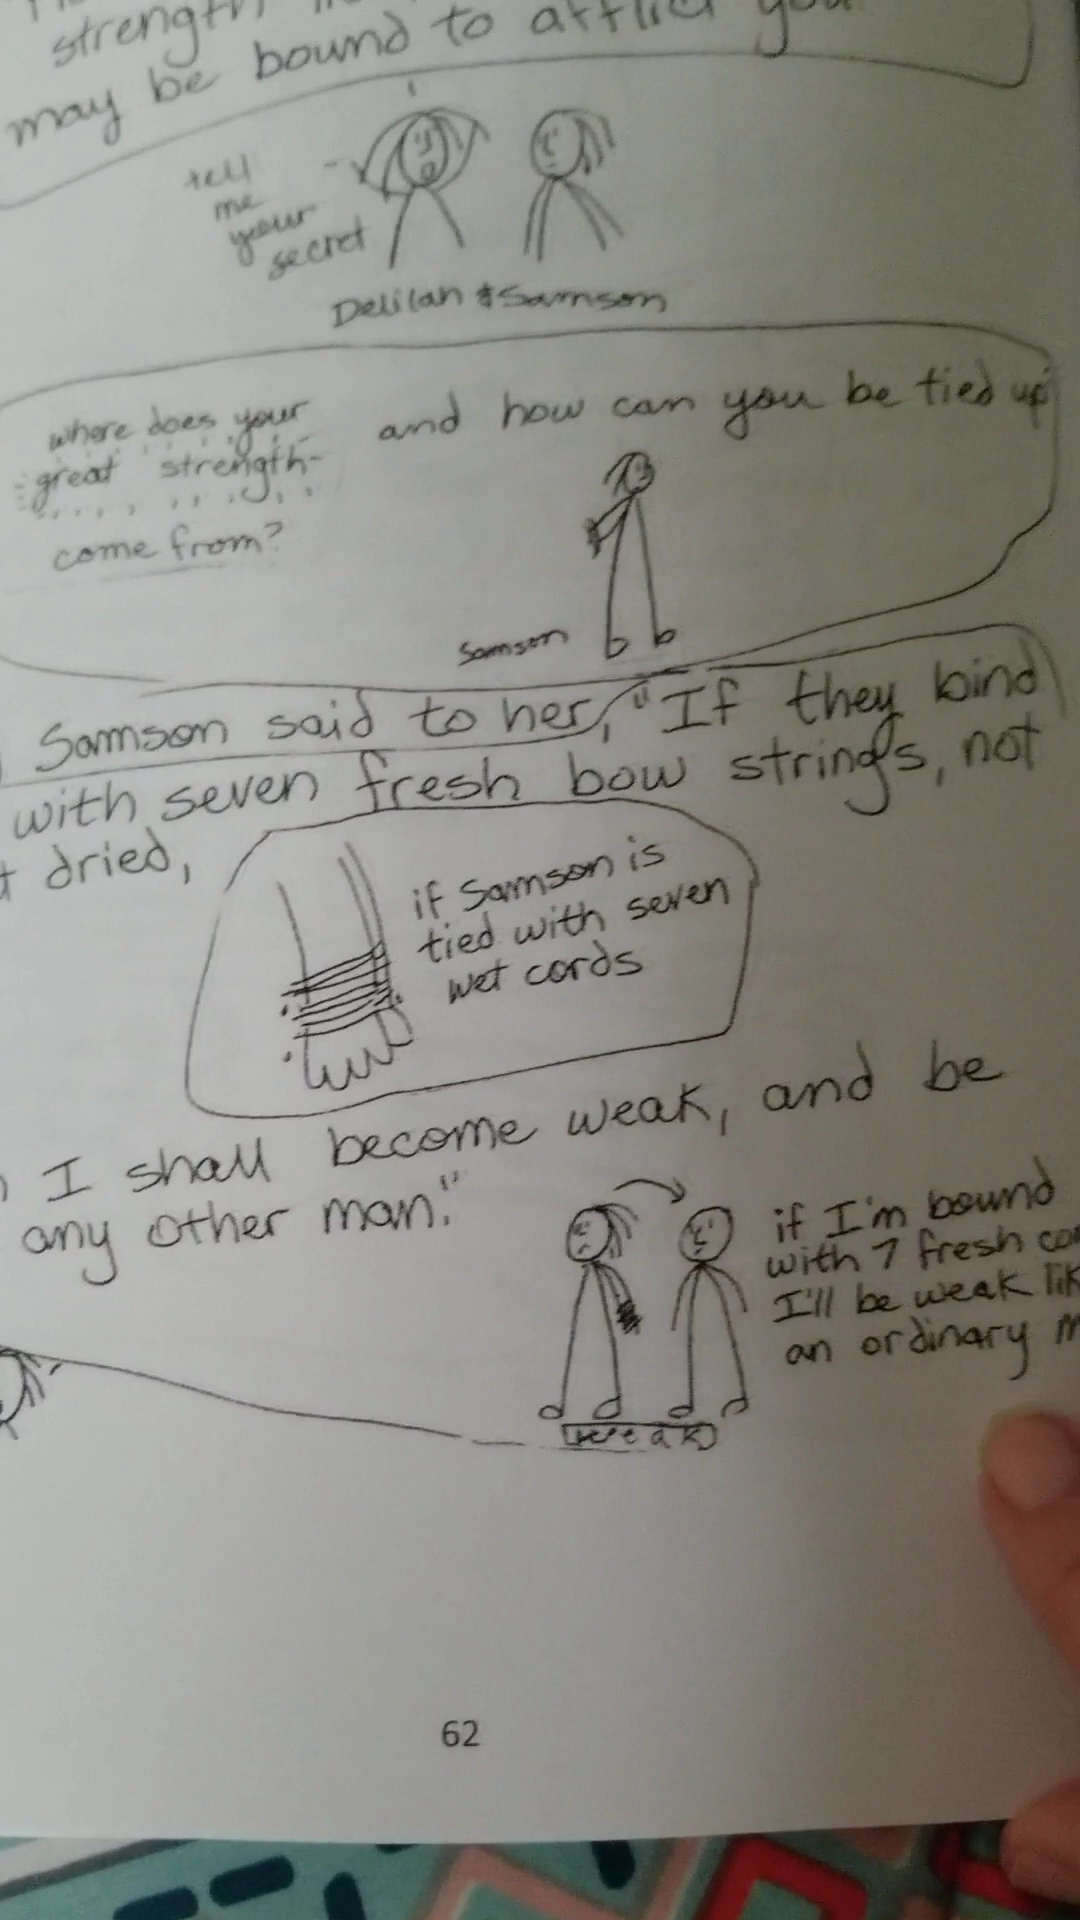 strength
may be bound to afflict you
tell
me
your
secret
Delilah & Samson
where does your
great strength
come from?
and how can you be tied up
Samson
Samson said to her, "If they bind
with seven fresh bow strings, not
dried,
if Samson is
tied with seven
wet cords
I shall become weak, and be
any other man."
if I'm bound
with 7 fresh
I'll be weak
an ordinary
weak
62